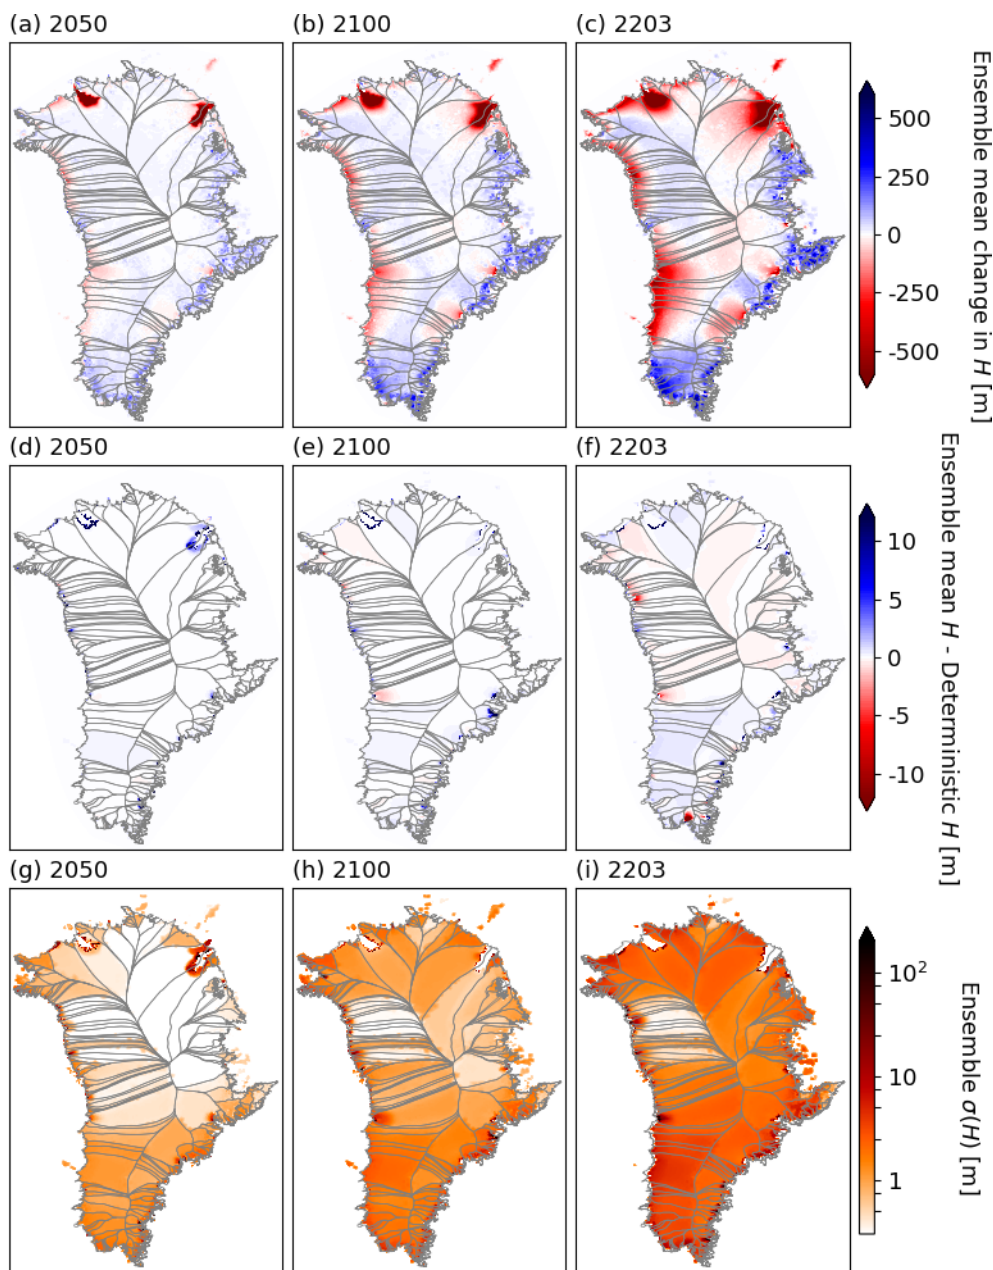 (a) 2050
(b) 2100
(c) 2203
500
250
0
-250
-500
Ensemble mean change in H [m]
(d) 2050
(e) 2100
(f) 2203
10
5
0
-5
-10
Ensemble mean H - Deterministic H [m]
(g) 2050
(h) 2100
(i) 2203
10²
10
1
Ensemble σ(H) [m]